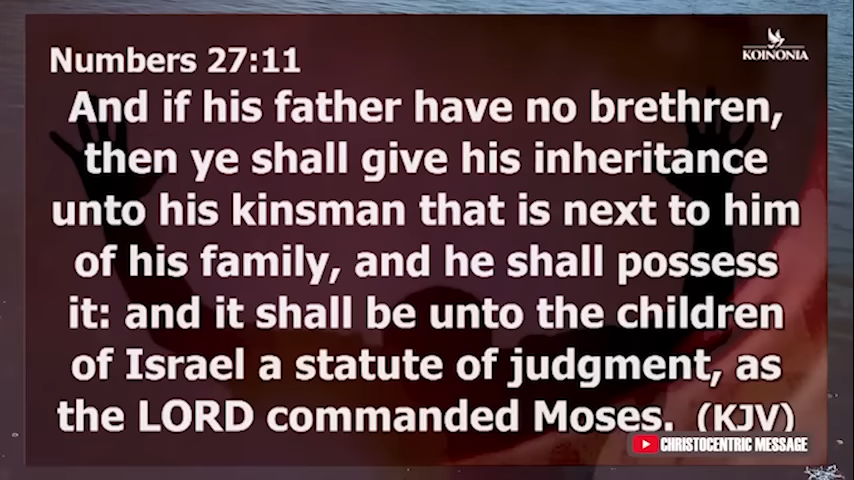 Numbers 27:11
KOINONIA
And if his father have no brethren,
then ye shall give his inheritance
unto his kinsman that is next to him
of his family, and he shall possess
it: and it shall be unto the children
of Israel a statute of judgment, as
the LORD commanded Moses. (KJV)
CHRISTOCENTRIC MESSAGE